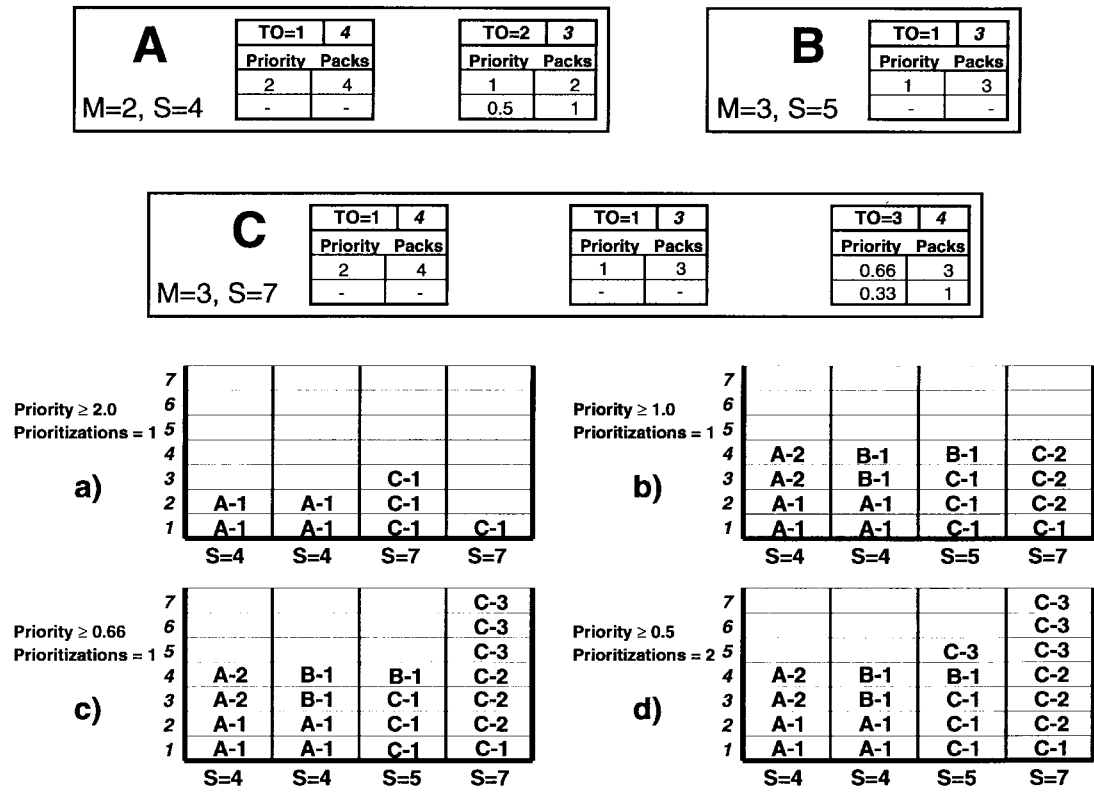 A
TO=1 4
Priority Packs
2 4
- -
TO=2 3
Priority Packs
1 2
0.5 1
M=2, S=4
B
TO=1 3
Priority Packs
1 3
- -
M=3, S=5
C
TO=1 4
Priority Packs
2 4
- -
TO=1 3
Priority Packs
1 3
- -
TO=3 4
Priority Packs
0.66 3
0.33 1
M=3, S=7
a)
Priority ≥ 2.0
Prioritizations = 1
7
6
5
4
3 C-1
2 A-1 A-1 C-1
1 A-1 A-1 C-1 C-1
S=4 S=4 S=7 S=7
b)
Priority ≥ 1.0
Prioritizations = 1
7
6
5
4 A-2 B-1 B-1 C-2
3 A-2 B-1 C-1 C-2
2 A-1 A-1 C-1 C-2
1 A-1 A-1 C-1 C-1
S=4 S=4 S=5 S=7
c)
Priority ≥ 0.66
Prioritizations = 1
7 C-3
6 C-3
5 C-3
4 A-2 B-1 B-1 C-2
3 A-2 B-1 C-1 C-2
2 A-1 A-1 C-1 C-2
1 A-1 A-1 C-1 C-1
S=4 S=4 S=5 S=7
d)
Priority ≥ 0.5
Prioritizations = 2
7 C-3
6 C-3
5 C-3 C-3
4 A-2 B-1 B-1 C-2
3 A-2 B-1 C-1 C-2
2 A-1 A-1 C-1 C-2
1 A-1 A-1 C-1 C-1
S=4 S=4 S=5 S=7